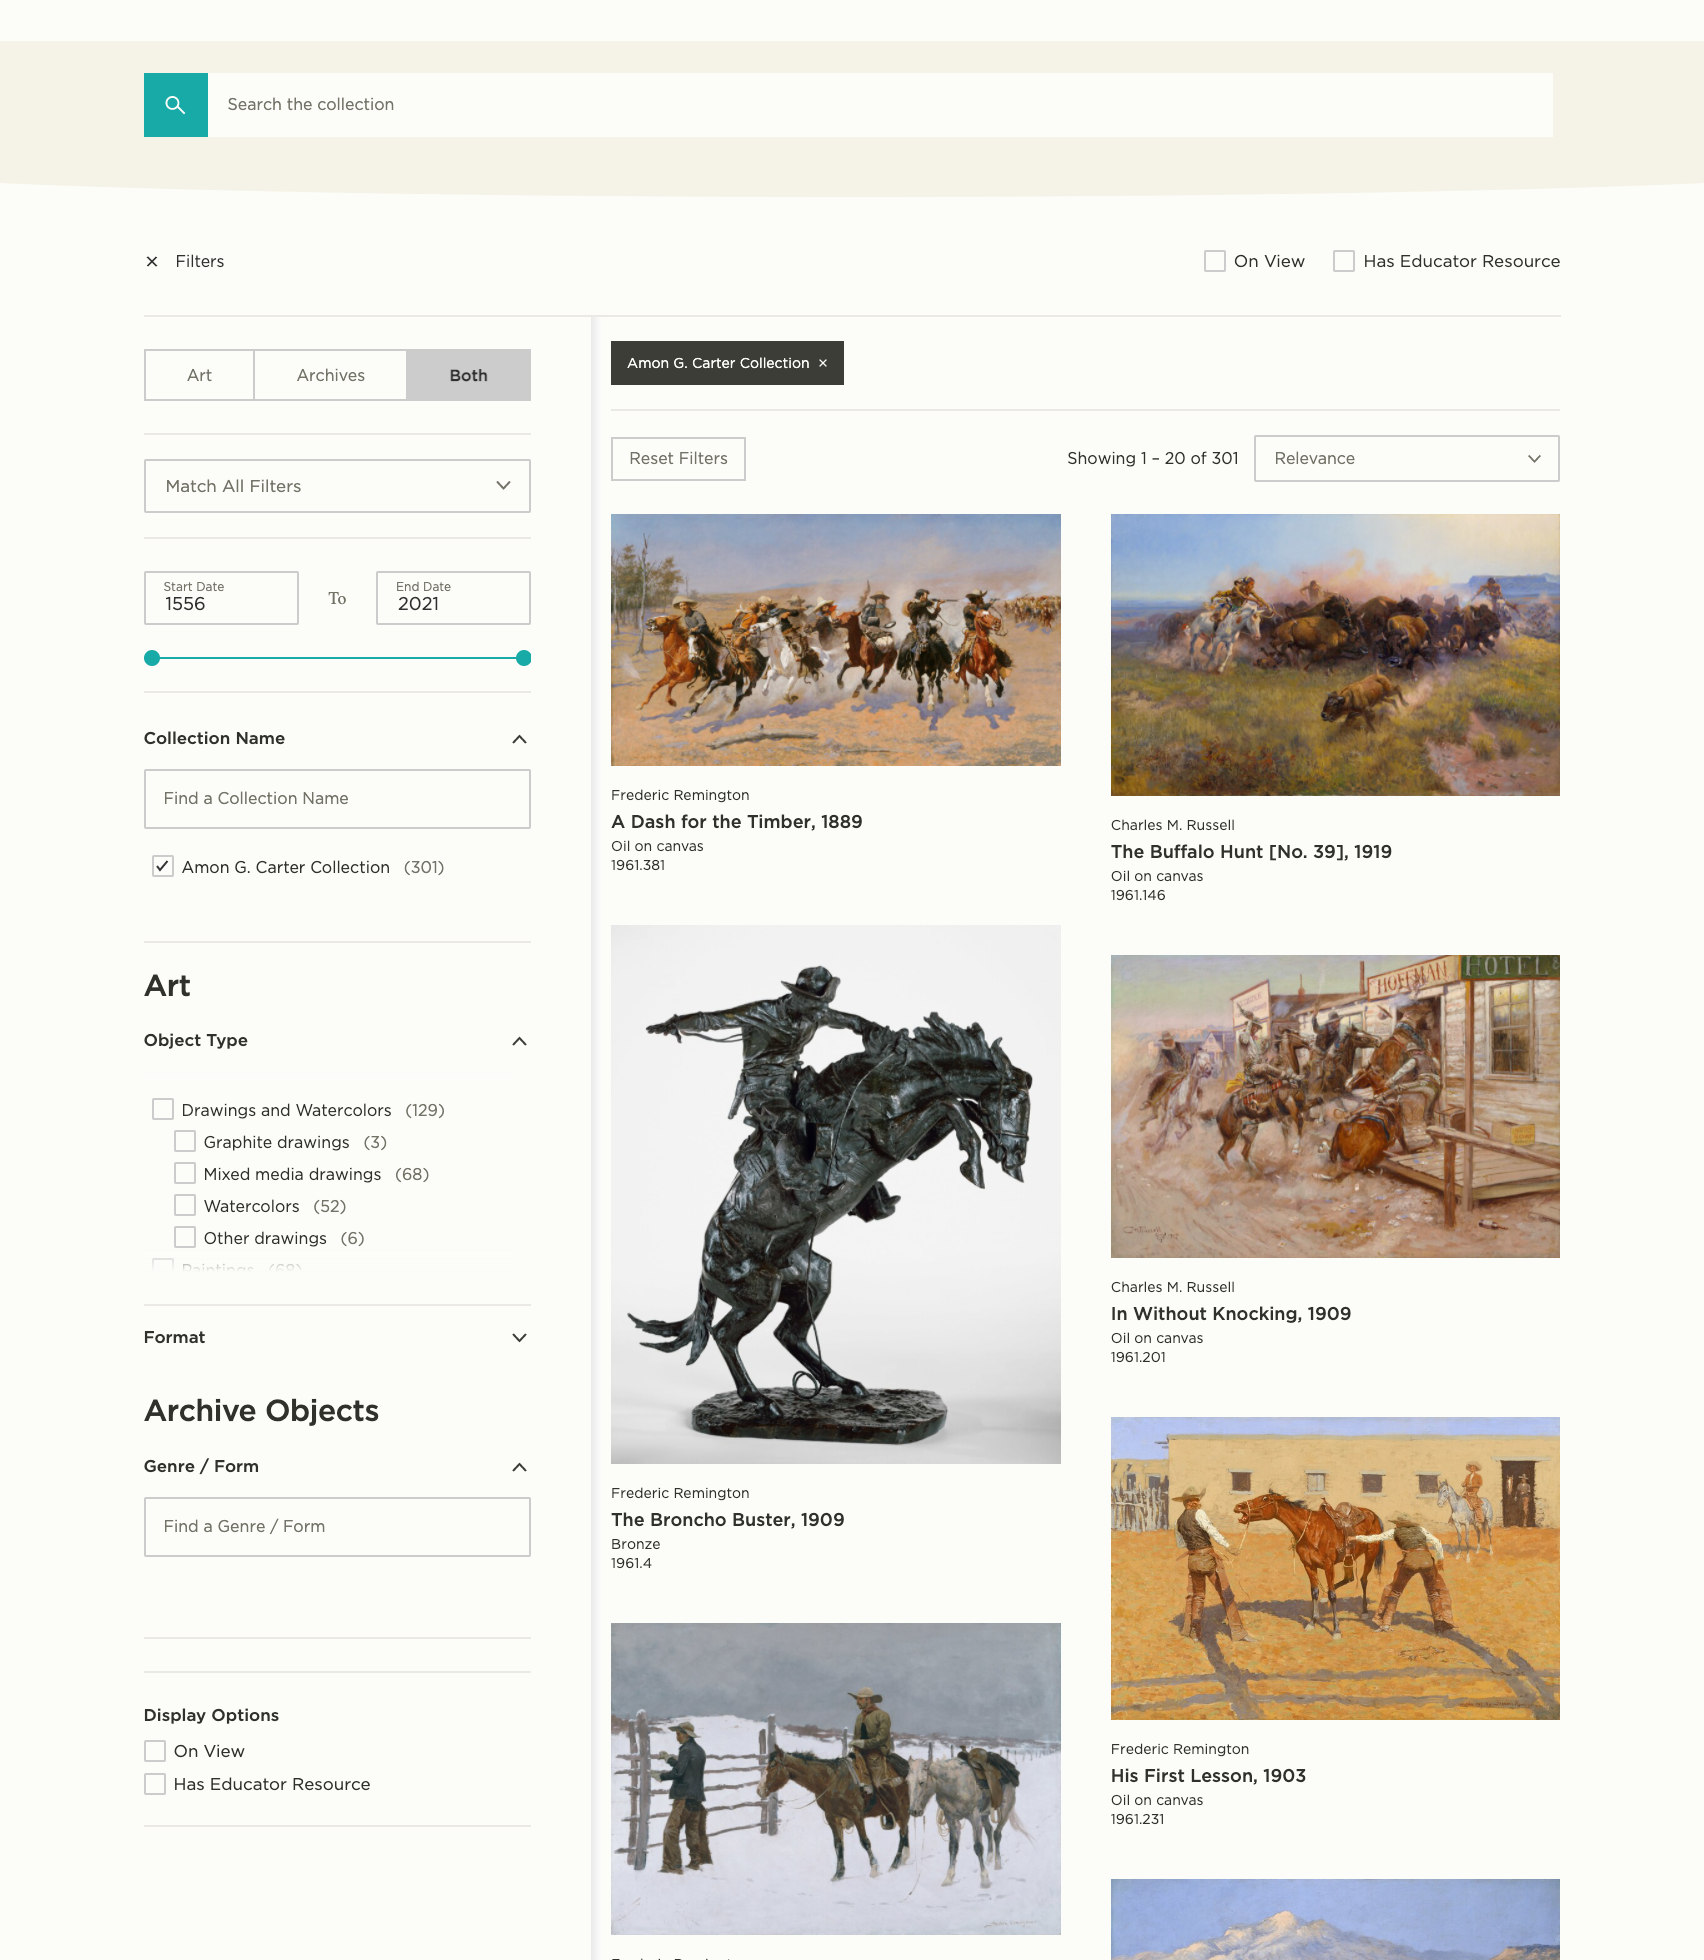 Search the collection
× Filters
On View
Has Educator Resource
Art
Archives
Both
Match All Filters
Start Date
1556
To
End Date
2021
Collection Name
Find a Collection Name
Amon G. Carter Collection (301)
Art
Object Type
Drawings and Watercolors (129)
Graphite drawings (3)
Mixed media drawings (68)
Watercolors (52)
Other drawings (6)
Paintings (68)
Format
Archive Objects
Genre / Form
Find a Genre / Form
Display Options
On View
Has Educator Resource
Amon G. Carter Collection ×
Reset Filters
Showing 1 – 20 of 301
Relevance
Frederic Remington
A Dash for the Timber, 1889
Oil on canvas
1961.381
Charles M. Russell
The Buffalo Hunt [No. 39], 1919
Oil on canvas
1961.146
Frederic Remington
The Broncho Buster, 1909
Bronze
1961.4
HOFFMAN
HOTEL
Charles M. Russell
In Without Knocking, 1909
Oil on canvas
1961.201
Frederic Remington
His First Lesson, 1903
Oil on canvas
1961.231